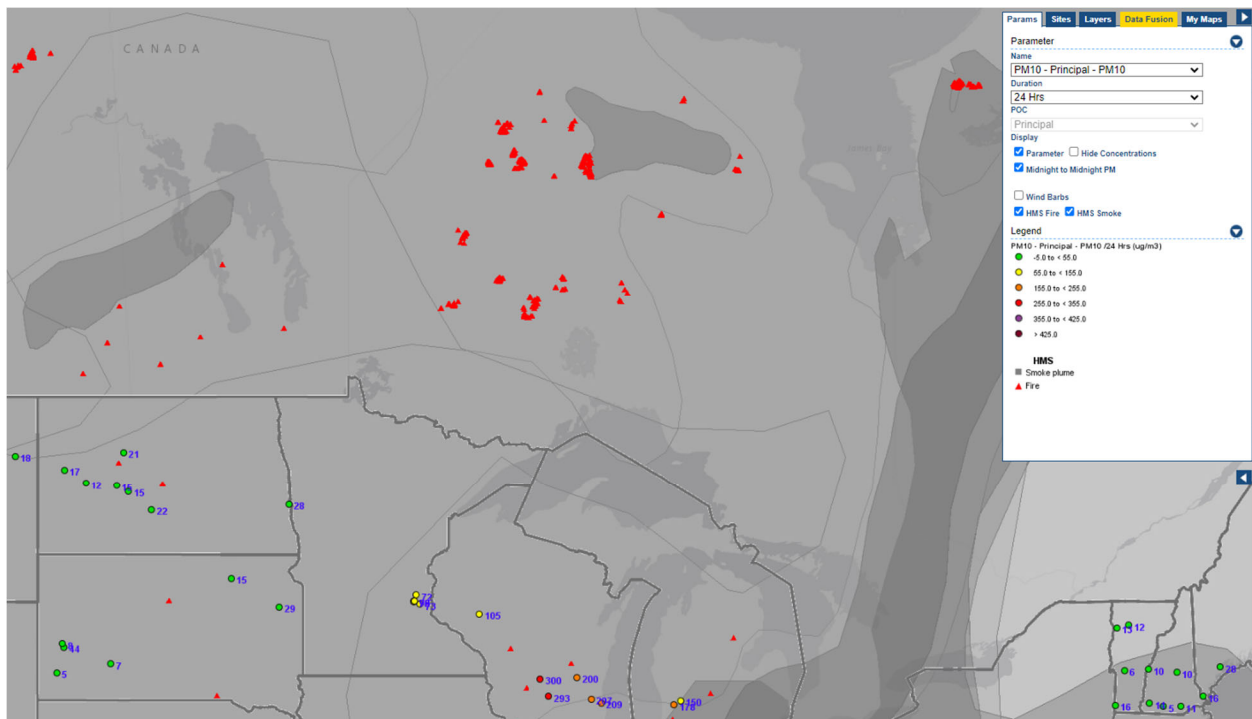 CANADA
James Bay
Params Sites Layers Data Fusion My Maps
Parameter
Name
PM10 - Principal - PM10
Duration
24 Hrs
POC
Principal
Display
Parameter Hide Concentrations
Midnight to Midnight PM
Wind Barbs
HMS Fire HMS Smoke
Legend
PM10 - Principal - PM10 /24 Hrs (ug/m3)
-5.0 to < 55.0
55.0 to < 155.0
155.0 to < 255.0
255.0 to < 355.0
355.0 to < 425.0
> 425.0
HMS
Smoke plume
Fire
21
18
17
12
15
15
22
28
15
29
72
73
105
14
7
5
300
200
293
209
150
178
13
12
6
10
10
28
16
5
11
16